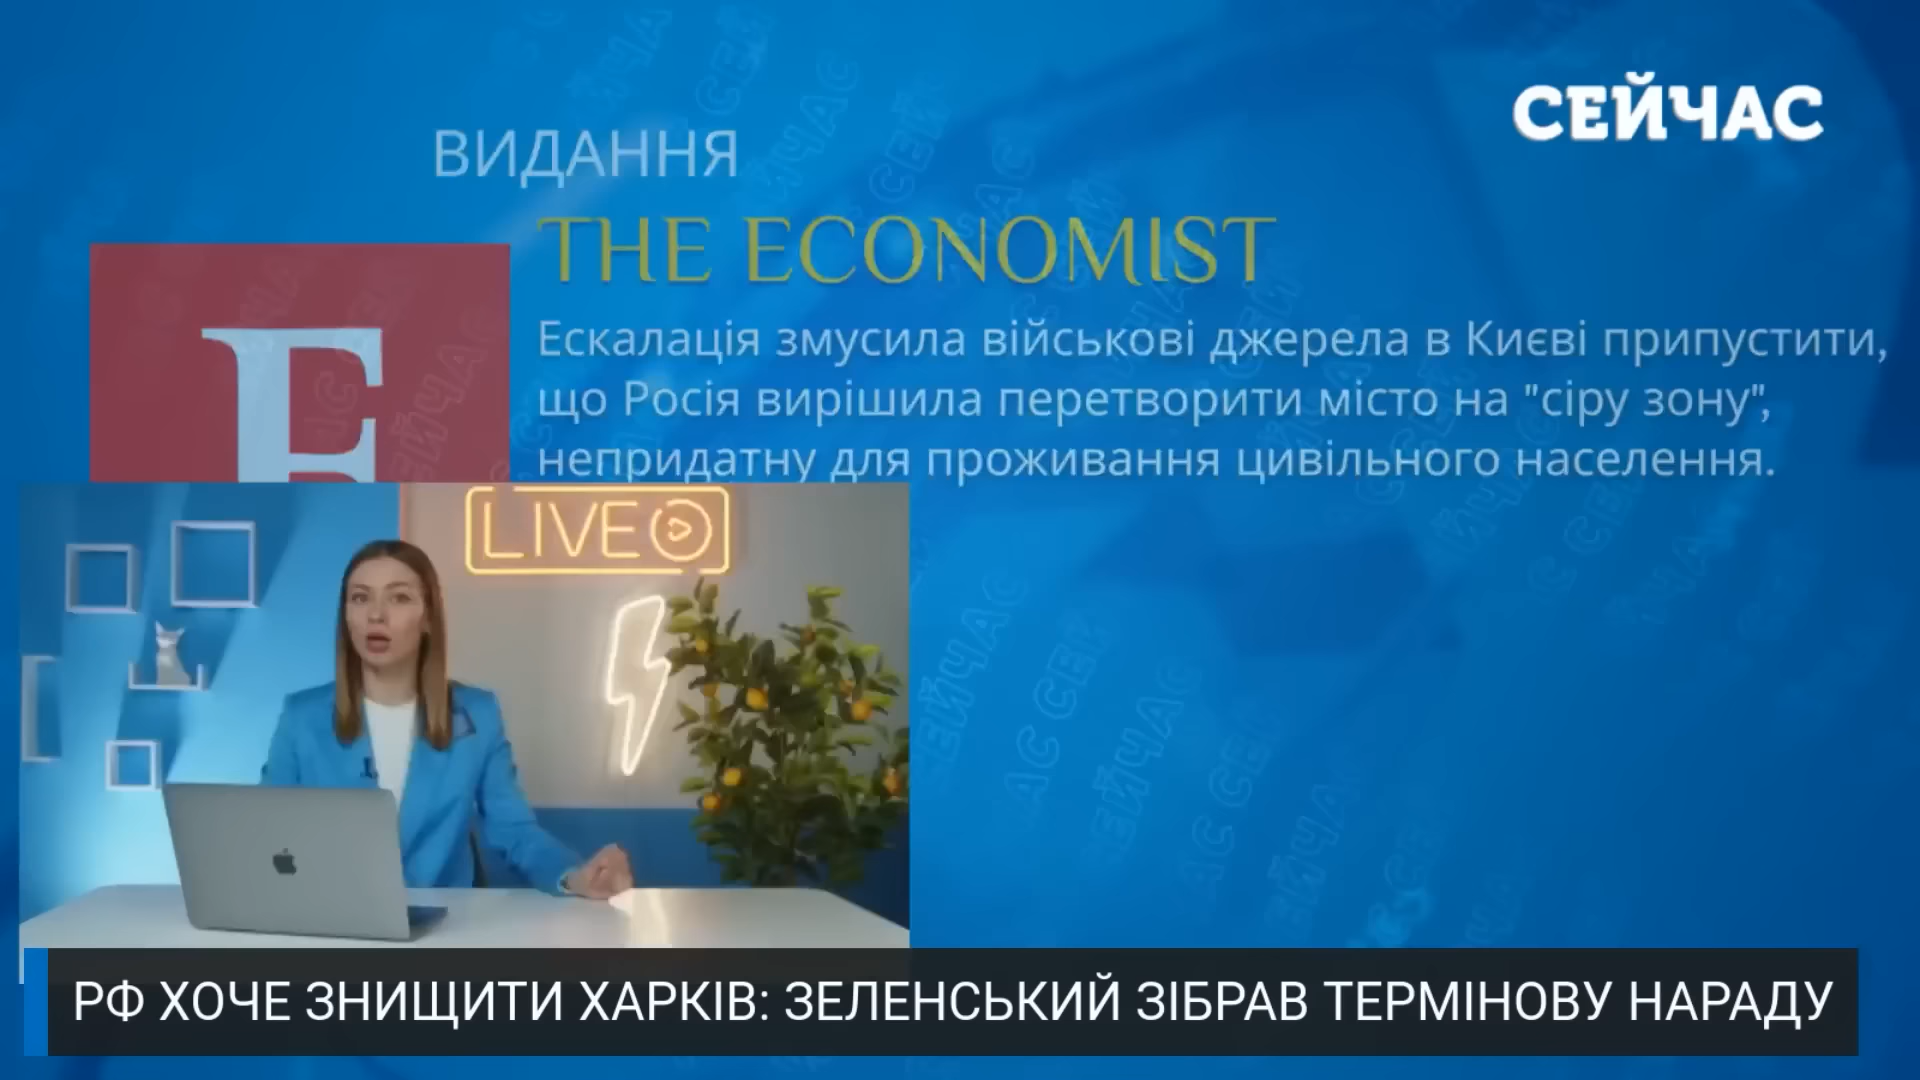 СЕЙЧАС
ВИДАННЯ
THE ECONOMIST
Ескалація змусила військові джерела в Києві припустити,
що Росія вирішила перетворити місто на "сіру зону",
непридатну для проживання цивільного населення.
E
LIVE
РФ ХОЧЕ ЗНИЩИТИ ХАРКІВ: ЗЕЛЕНСЬКИЙ ЗІБРАВ ТЕРМІНОВУ НАРАДУ